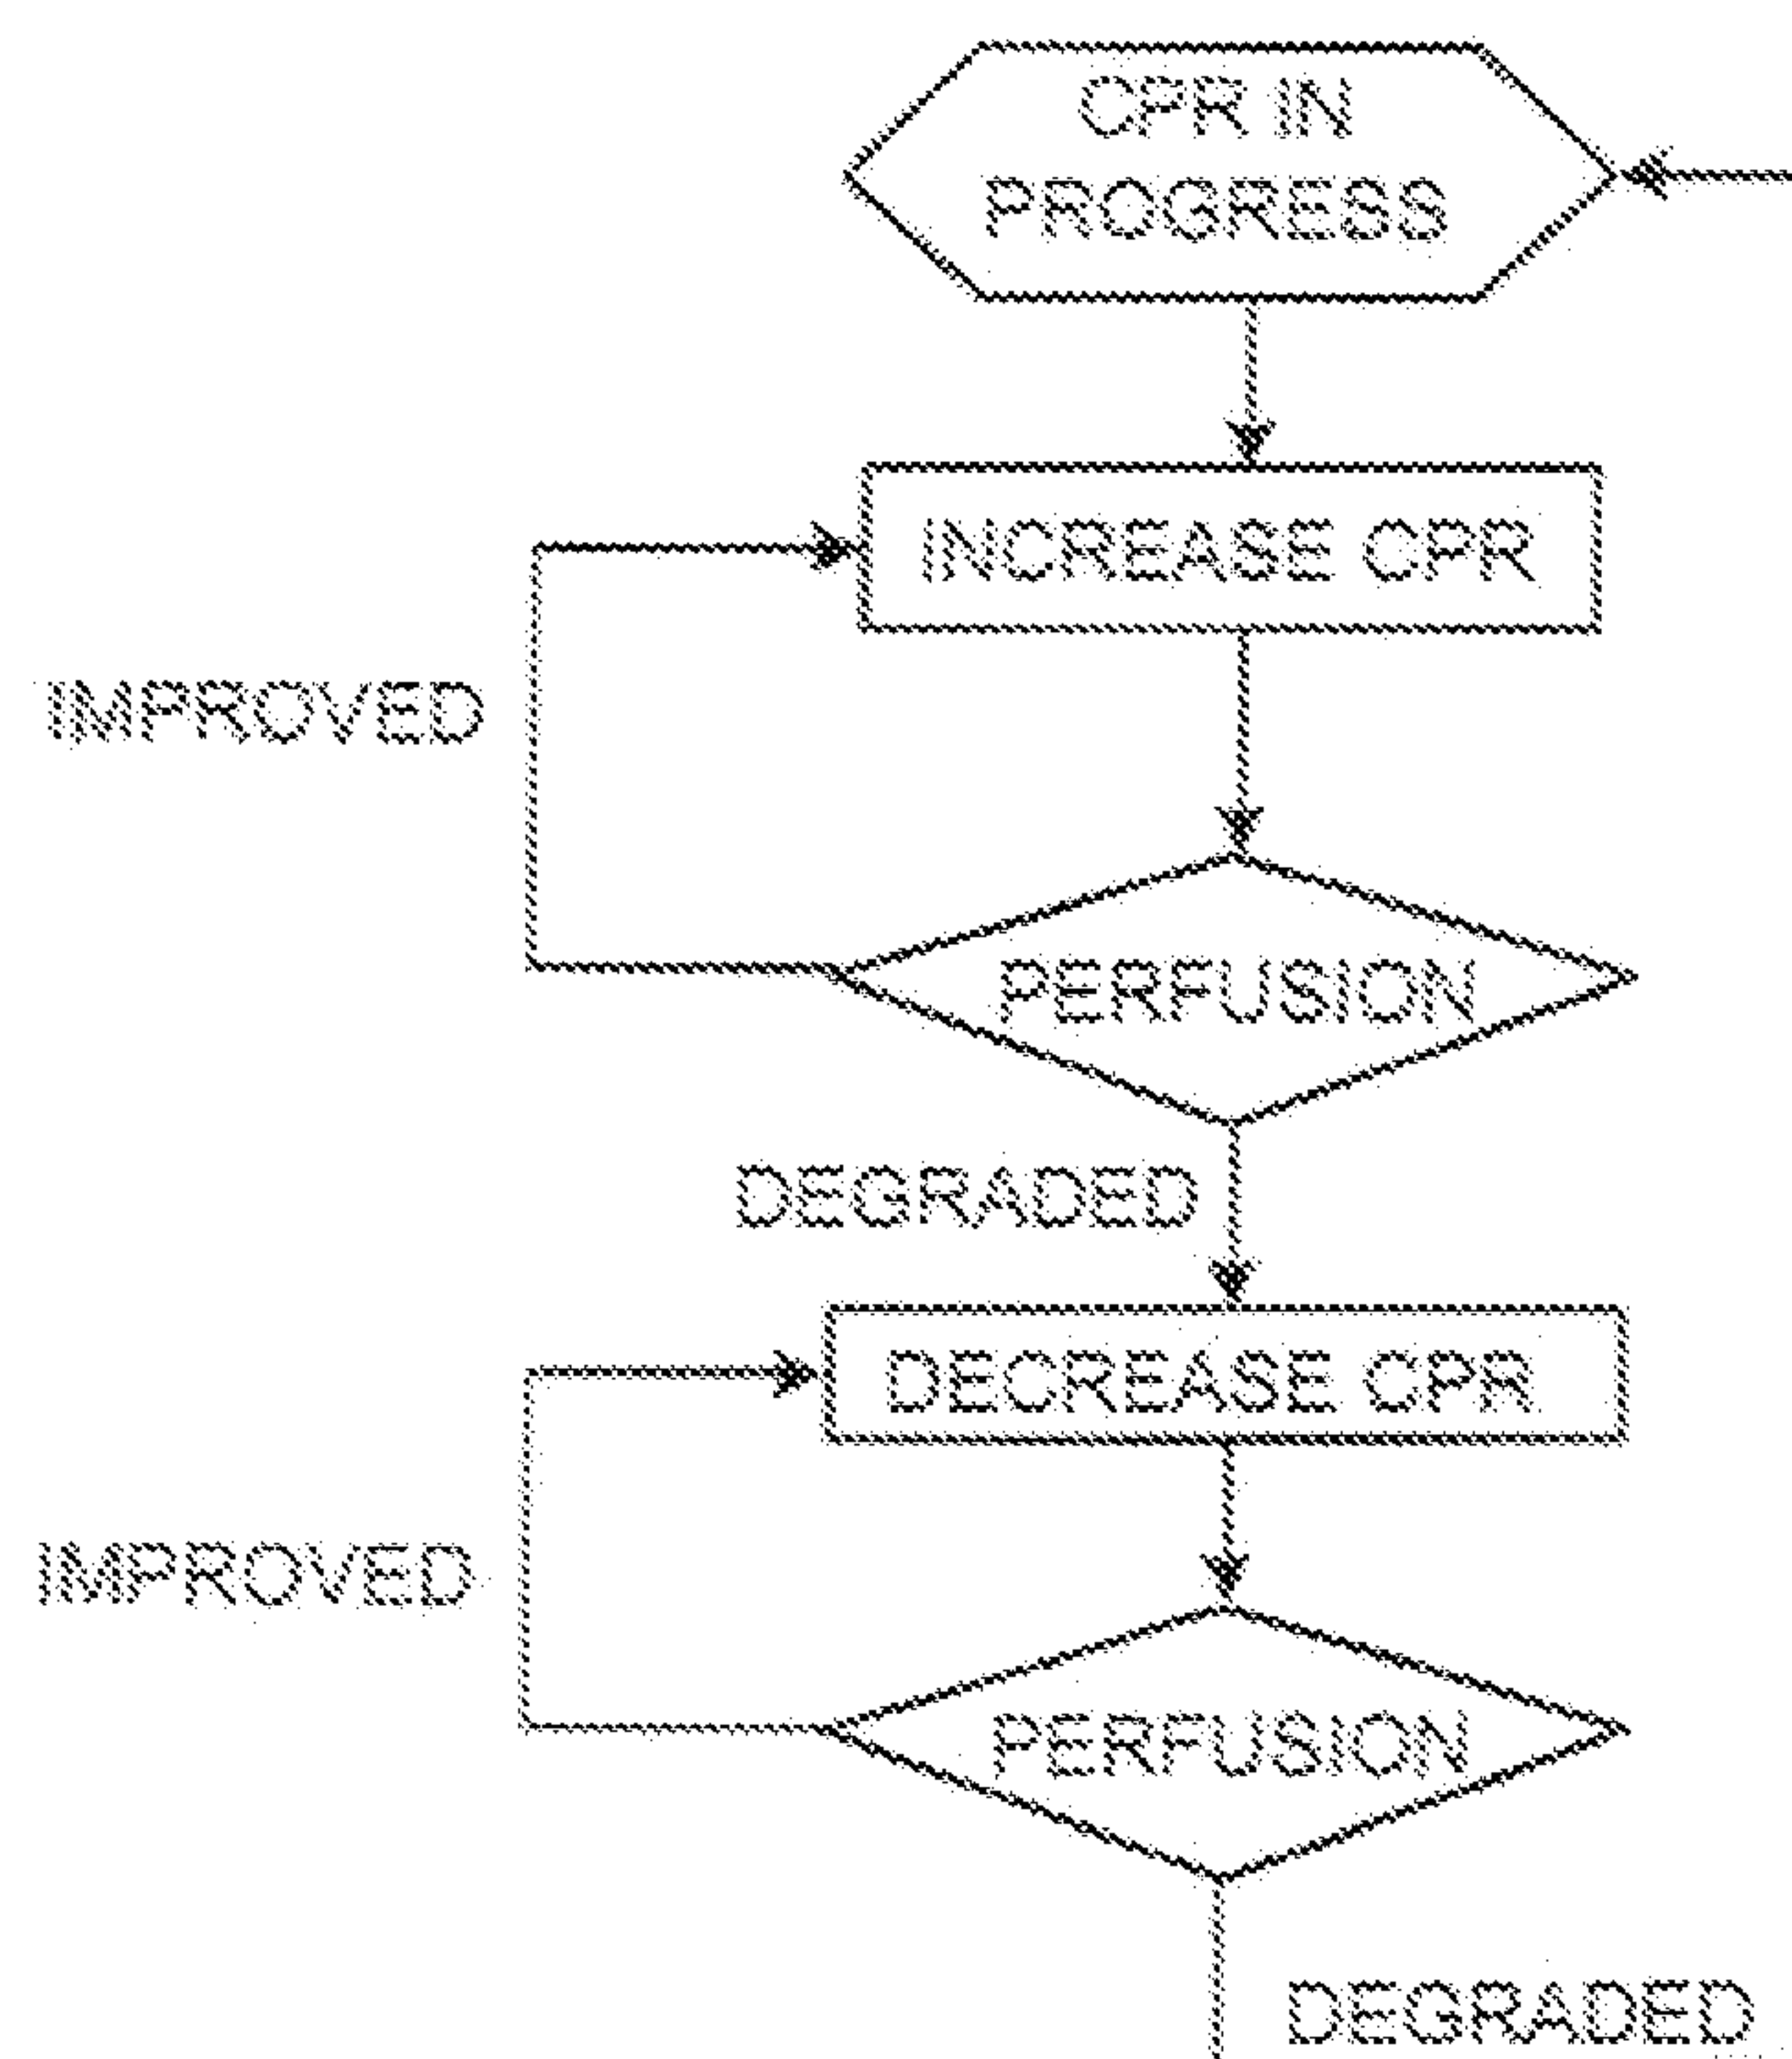 CPR IN
PROGRESS
INCREASE CPR
IMPROVED
PERFUSION
DEGRADED
DECREASE CPR
IMPROVED
PERFUSION
DEGRADED